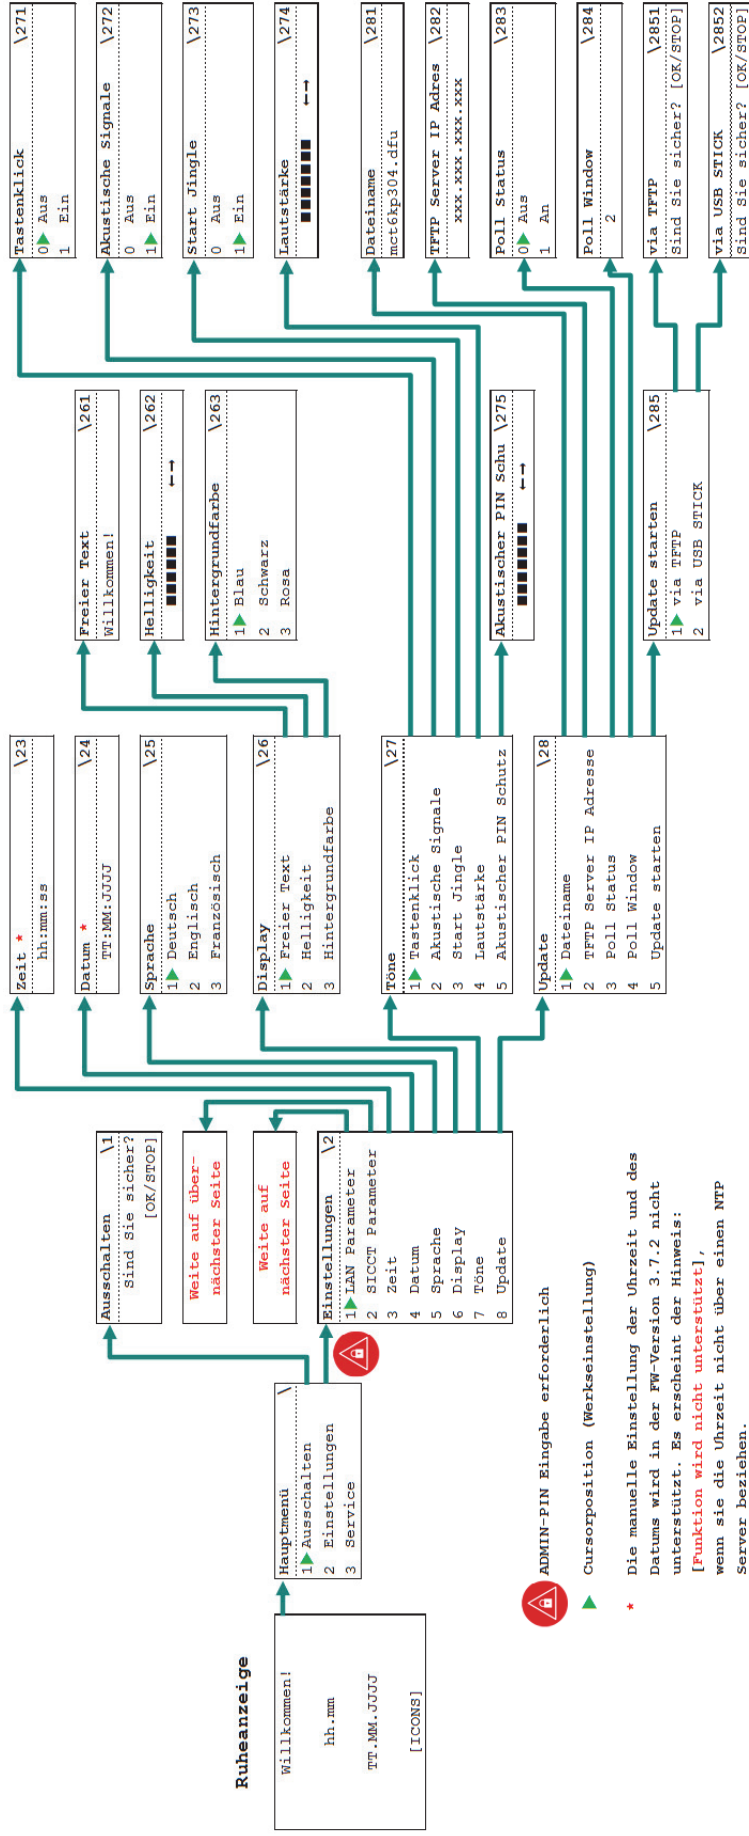 Ruheanzeige
Willkommen!
hh.mm
TT.MM.JJJJ
[ICONS]
Hauptmenü \
1 Ausschalten
2 Einstellungen
3 Service
Ausschalten \1
Sind Sie sicher?
[OK/STOP]
Weite auf über-
nächster Seite
Weite auf
nächster Seite
Einstellungen \2
1 LAN Parameter
2 SICCT Parameter
3 Zeit
4 Datum
5 Sprache
6 Display
7 Töne
8 Update
Zeit * \23
hh:mm:ss
Datum * \24
TT:MM:JJJJ
Sprache \25
1 Deutsch
2 Englisch
3 Französisch
Display \26
1 Freier Text
2 Helligkeit
3 Hintergrundfarbe
Töne \27
1 Tastenklick
2 Akustische Signale
3 Start Jingle
4 Lautstärke
5 Akustischer PIN Schutz
Update \28
1 Dateiname
2 TFTP Server IP Adresse
3 Poll Status
4 Poll Window
5 Update starten
Freier Text \261
Willkommen!
Helligkeit \262
Hintergrundfarbe \263
1 Blau
2 Schwarz
3 Rosa
Akustischer PIN Schu \275
Update starten \285
1 via TFTP
2 via USB STICK
Tastenklick \271
0 Aus
1 Ein
Akustische Signale \272
0 Aus
1 Ein
Start Jingle \273
0 Aus
1 Ein
Lautstärke \274
Dateiname \281
mct6kp304.dfu
TFTP Server IP Adres \282
xxx.xxx.xxx.xxx
Poll Status \283
0 Aus
1 An
Poll Window \284
2
via TFTP \2851
Sind Sie sicher? [OK/STOP]
via USB STICK \2852
Sind Sie sicher? [OK/STOP]
ADMIN-PIN Eingabe erforderlich
Cursorposition (Werkseinstellung)
* Die manuelle Einstellung der Uhrzeit und des
Datums wird in der FW-Version 3.7.2 nicht
unterstützt. Es erscheint der Hinweis:
[Funktion wird nicht unterstützt],
wenn sie die Uhrzeit nicht über einen NTP
Server beziehen.